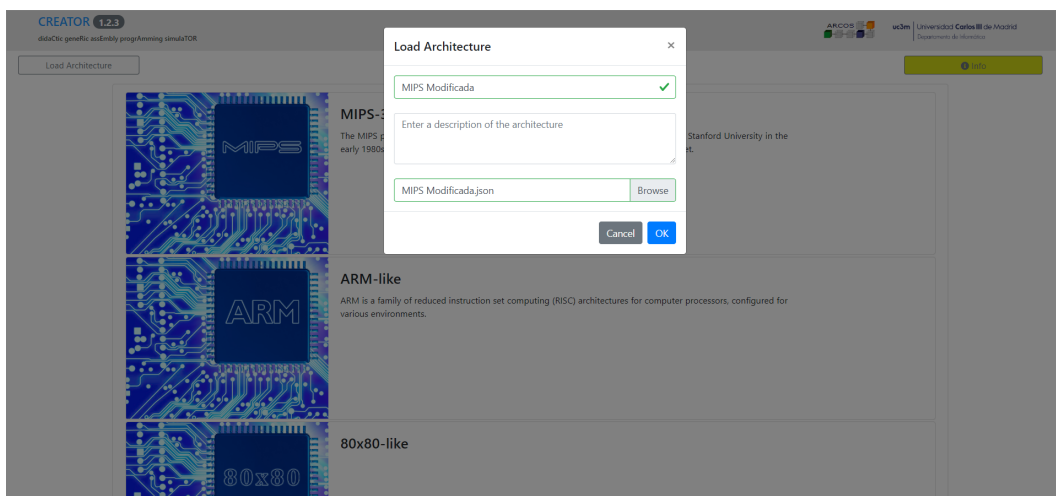 CREATOR 1.2.3
didaCtic geneRic assEmbly progrAmming simulaTOR
ARCOS
uc3m Universidad Carlos III de Madrid
Departamento de Informática
Load Architecture
Info
Load Architecture ×
MIPS Modificada
Enter a description of the architecture
MIPS Modificada.json Browse
Cancel OK
MIPS
MIPS-3
The MIPS Stanford University in the
early 1980s
ARM
ARM-like
ARM is a family of reduced instruction set computing (RISC) architectures for computer processors, configured for
various environments.
80x80
80x80-like